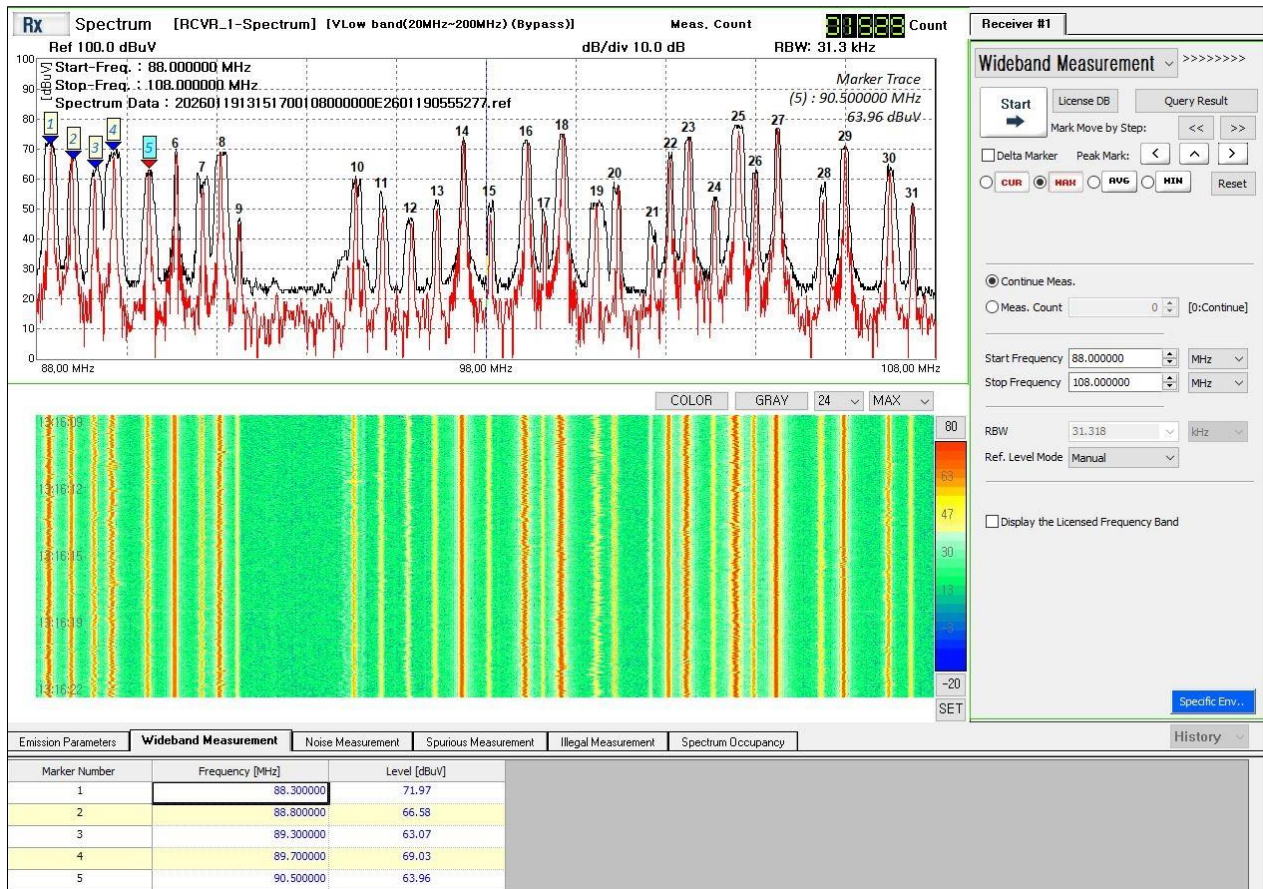 Rx Spectrum [RCVR_1-Spectrum] [VLow band(20MHz~200MHz) (Bypass)] Meas. Count 31528 Count
Ref 100.0 dBuV dB/div 10.0 dB RBW: 31.3 kHz
[dBuV]
Start-Freq. : 88.000000 MHz
Stop-Freq. : 108.000000 MHz
Spectrum Data : 2026011913151700108000000E2601190555277.ref
Marker Trace
(5) : 90.500000 MHz
63.96 dBuV
100
90
80
70
60
50
40
30
20
10
0
1 2 3 4 5 6 7 8 9 10 11 12 13 14 15 16 17 18 19 20 21 22 23 24 25 26 27 28 29 30 31
88,00 MHz 98,00 MHz 108,00 MHz
COLOR GRAY 24 MAX
13:16:09
13:16:12
13:16:15
13:16:19
13:16:22
80
63
47
30
13
-3
-20
SET
Receiver #1
Wideband Measurement >>>>>>>>
Start License DB Query Result
Mark Move by Step: << >>
Delta Marker Peak Mark: < ^ >
CUR MAX AVG MIN Reset
Continue Meas.
Meas. Count 0 [0:Continue]
Start Frequency 88.000000 MHz
Stop Frequency 108.000000 MHz
RBW 31.318 kHz
Ref. Level Mode Manual
Display the Licensed Frequency Band
Specific Env..
Emission Parameters Wideband Measurement Noise Measurement Spurious Measurement Illegal Measurement Spectrum Occupancy History
Marker Number Frequency [MHz] Level [dBuV]
1 88.300000 71.97
2 88.800000 66.58
3 89.300000 63.07
4 89.700000 69.03
5 90.500000 63.96